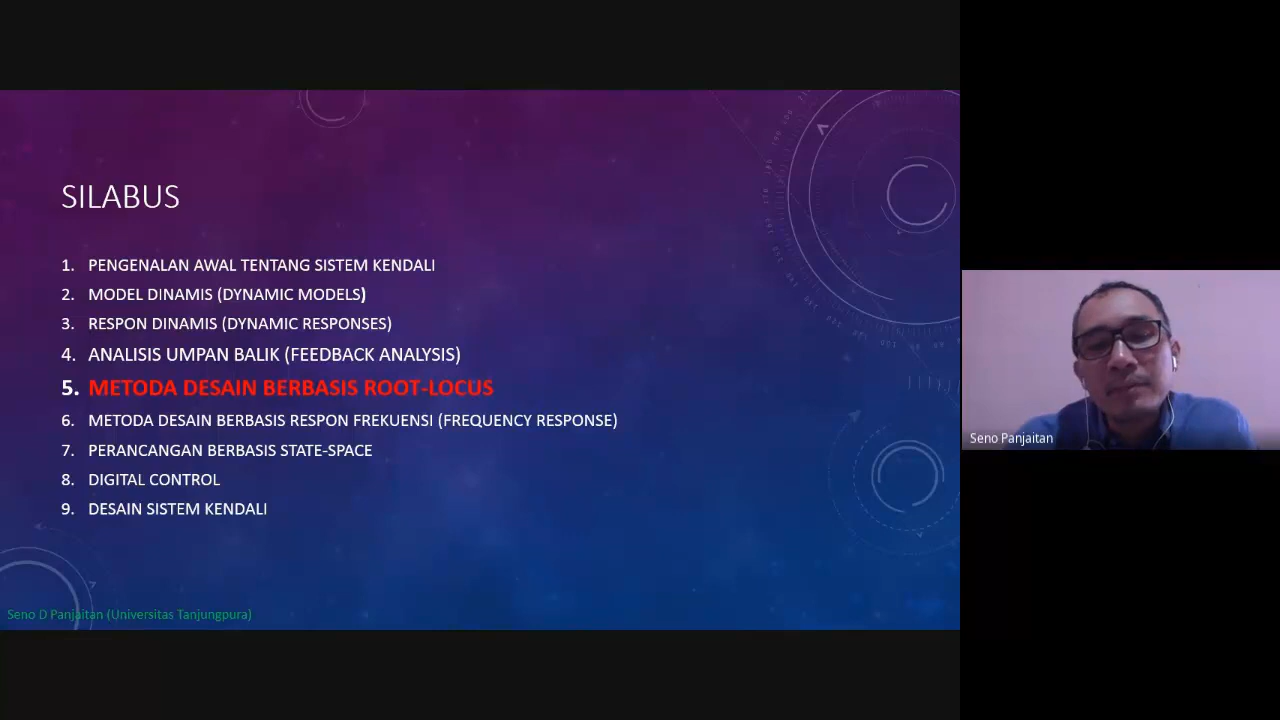 SILABUS
1. PENGENALAN AWAL TENTANG SISTEM KENDALI
2. MODEL DINAMIS (DYNAMIC MODELS)
3. RESPON DINAMIS (DYNAMIC RESPONSES)
4. ANALISIS UMPAN BALIK (FEEDBACK ANALYSIS)
5. METODA DESAIN BERBASIS ROOT-LOCUS
6. METODA DESAIN BERBASIS RESPON FREKUENSI (FREQUENCY RESPONSE)
7. PERANCANGAN BERBASIS STATE-SPACE
8. DIGITAL CONTROL
9. DESAIN SISTEM KENDALI
Seno D Panjaitan (Universitas Tanjungpura)
Seno Panjaitan